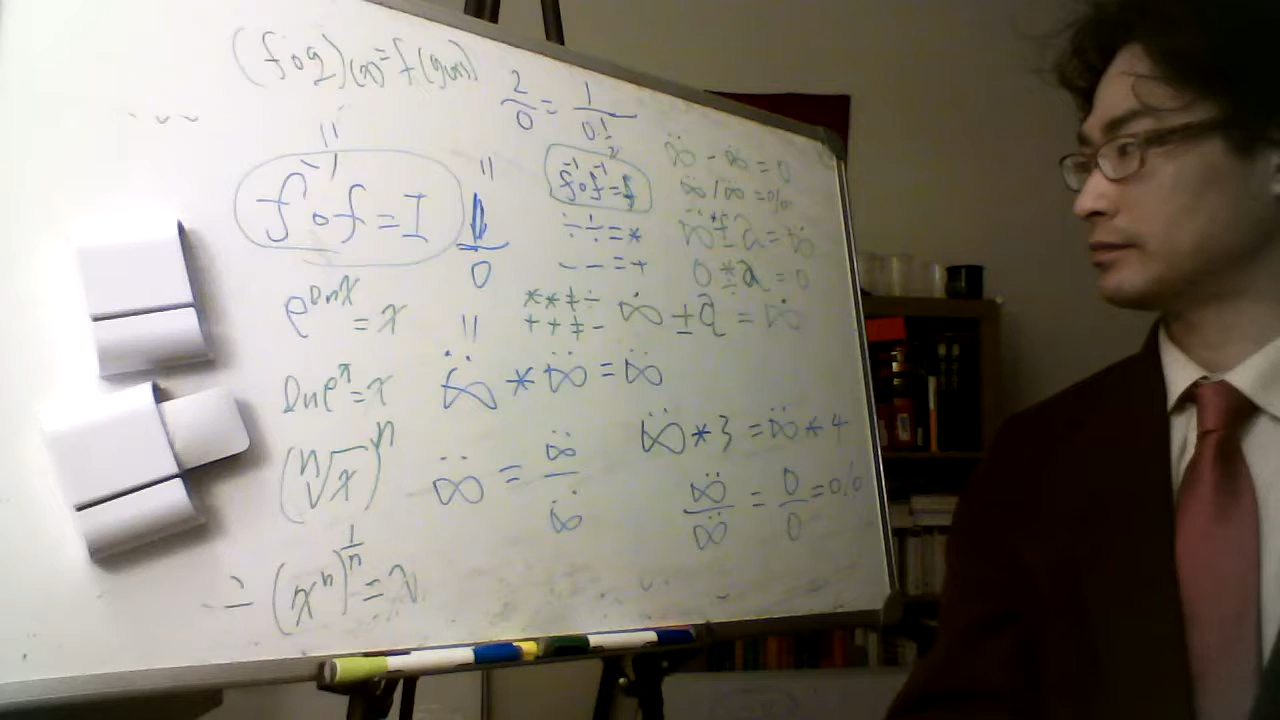 (f∘g)(x)=f(g(x))
2/0 = 1/0!
||
f⁻¹∘f=I
||
0
f⁻¹∘f⁻¹=f
÷÷=*
--=+
**≠÷
++≠-
∞̈-∞̈=0
∞̈/∞̈=0/0
0*a=0
∞̇±a=∞̇
e^(ln x)=x
||
ln e^x=x
∞̈*∞̈=∞̈
(ⁿ√x)ⁿ
∞̈*3=∞̈*4
∞̈=∞̈/∞̇
∞̈/∞̈=0/0=0/0
(xⁿ)^(1/n)=x